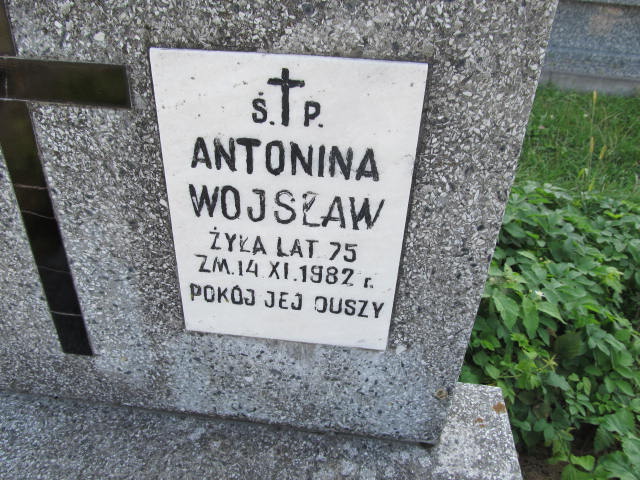 Ś. P.
ANTONINA
WOJSŁAW
ŻYŁA LAT 75
ZM. 14 XI. 1982 r.
POKÓJ JEJ DUSZY